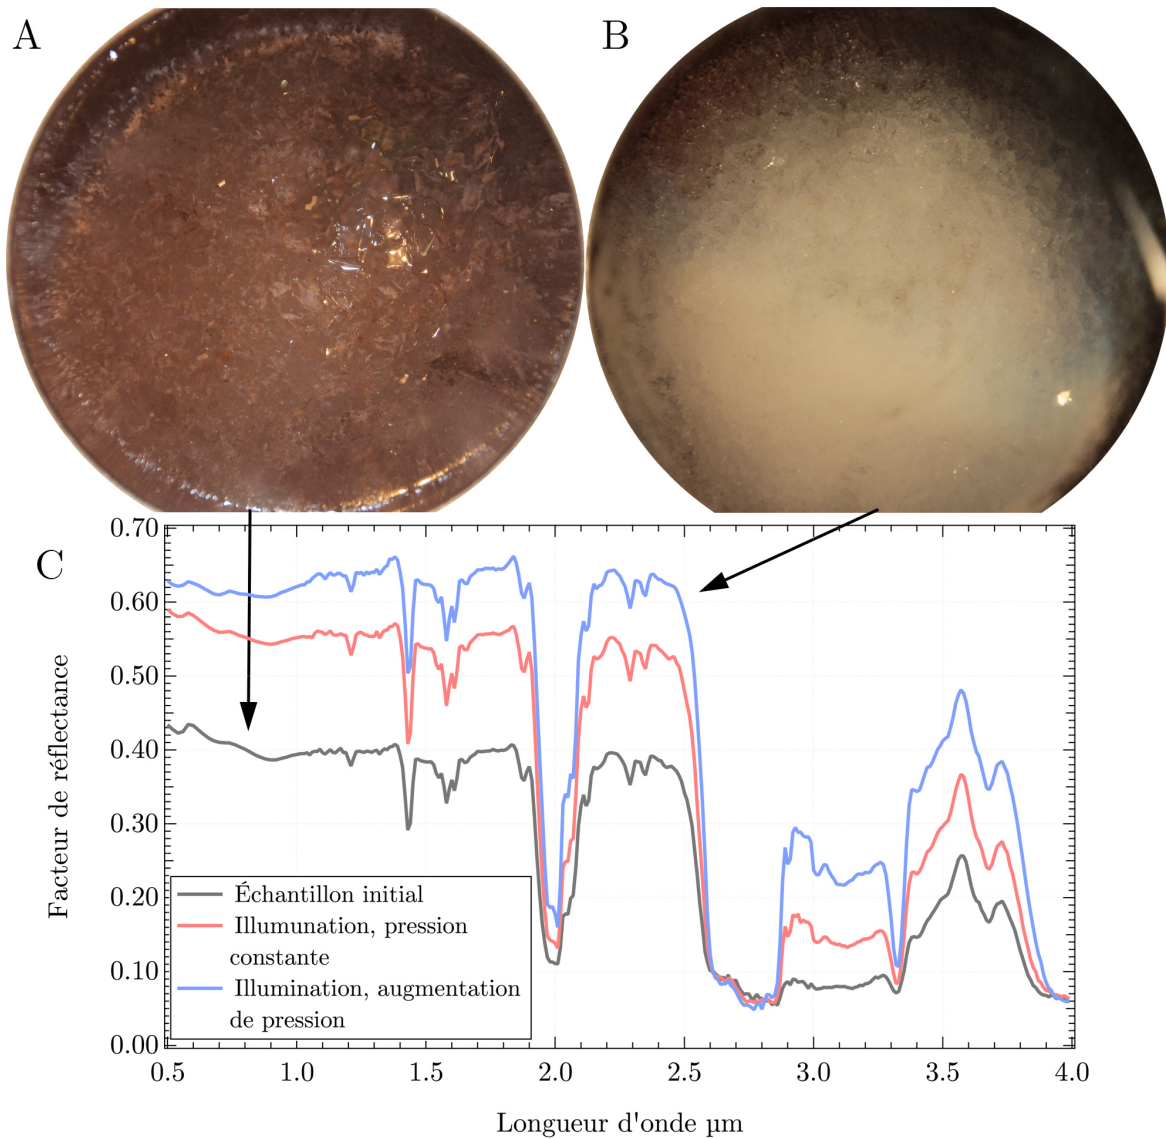 A
B
C
0.70
0.60
0.50
0.40
0.30
0.20
0.10
0.00
Facteur de réflectance
Échantillon initial
Illumunation, pression
constante
Illumination, augmentation
de pression
0.5 1.0 1.5 2.0 2.5 3.0 3.5 4.0
Longueur d'onde µm